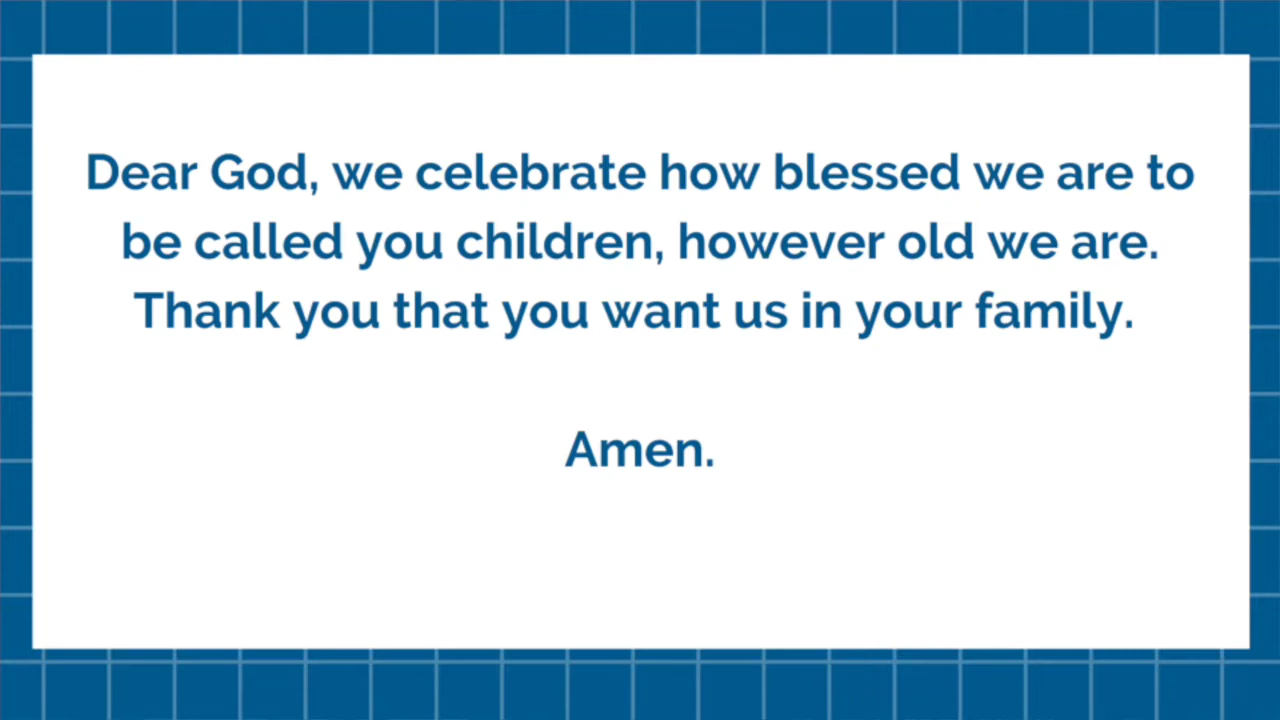 Dear God, we celebrate how blessed we are to
be called you children, however old we are.
Thank you that you want us in your family.
Amen.